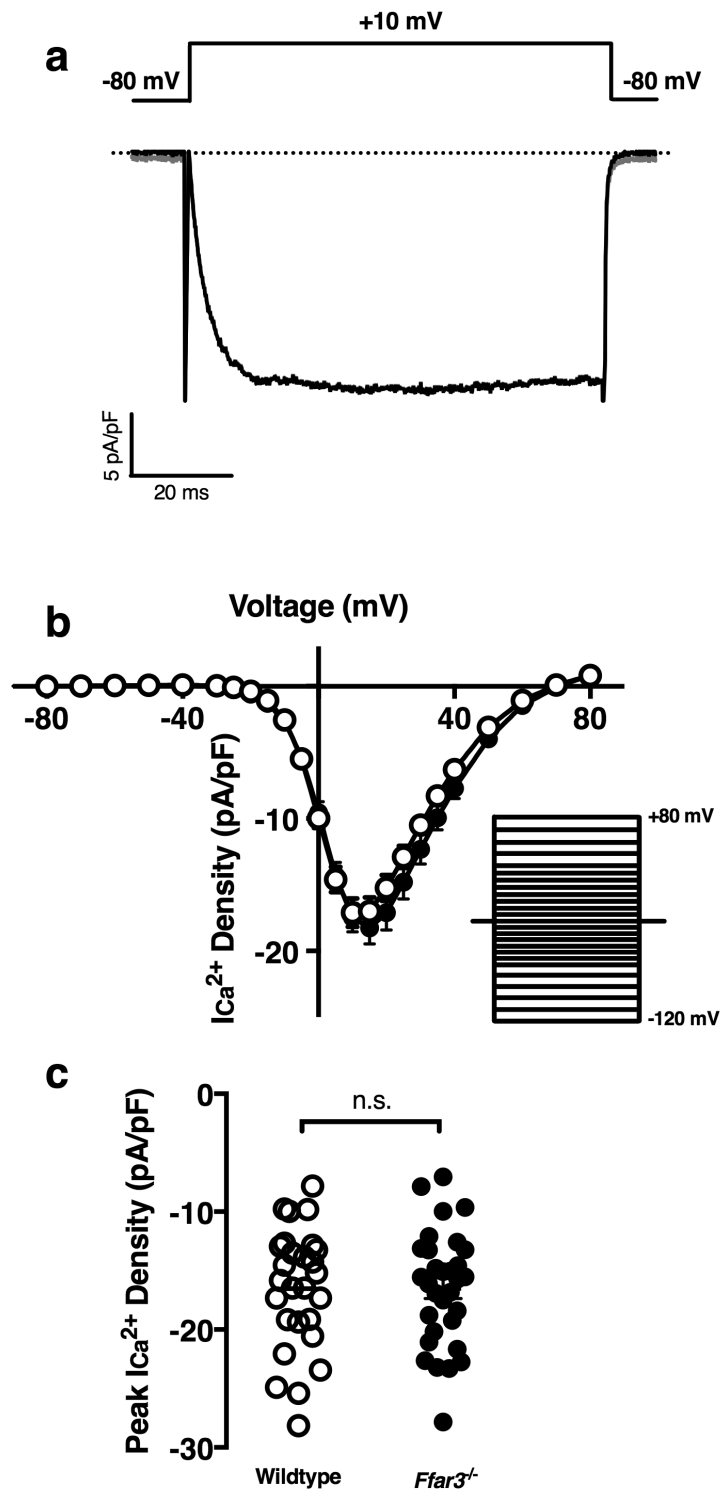 a
+10 mV
-80 mV
-80 mV
5 pA/pF
20 ms
b
Voltage (mV)
-80
-40
40
80
Ica²⁺ Density (pA/pF)
-10
-20
+80 mV
-120 mV
c
Peak Ica²⁺ Density (pA/pF)
0
-10
-20
-30
n.s.
Wildtype
Ffar3⁻/⁻